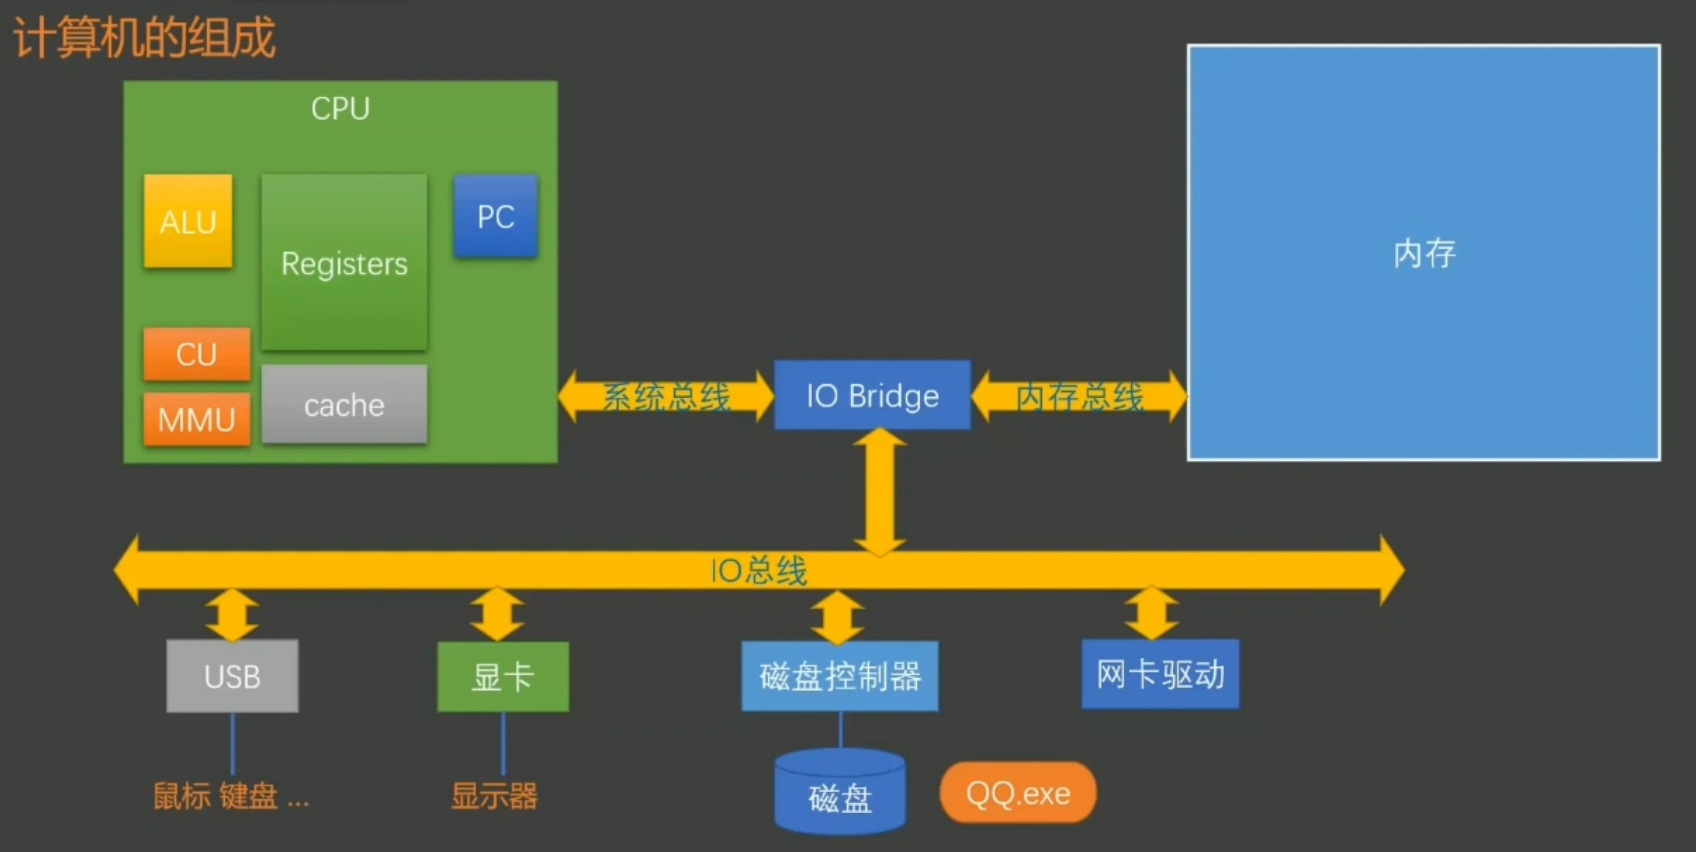 计算机的组成
CPU
ALU
Registers
PC
CU
MMU
cache
内存
系统总线
IO Bridge
内存总线
IO总线
USB
显卡
磁盘控制器
网卡驱动
鼠标 键盘 ...
显示器
磁盘
QQ.exe